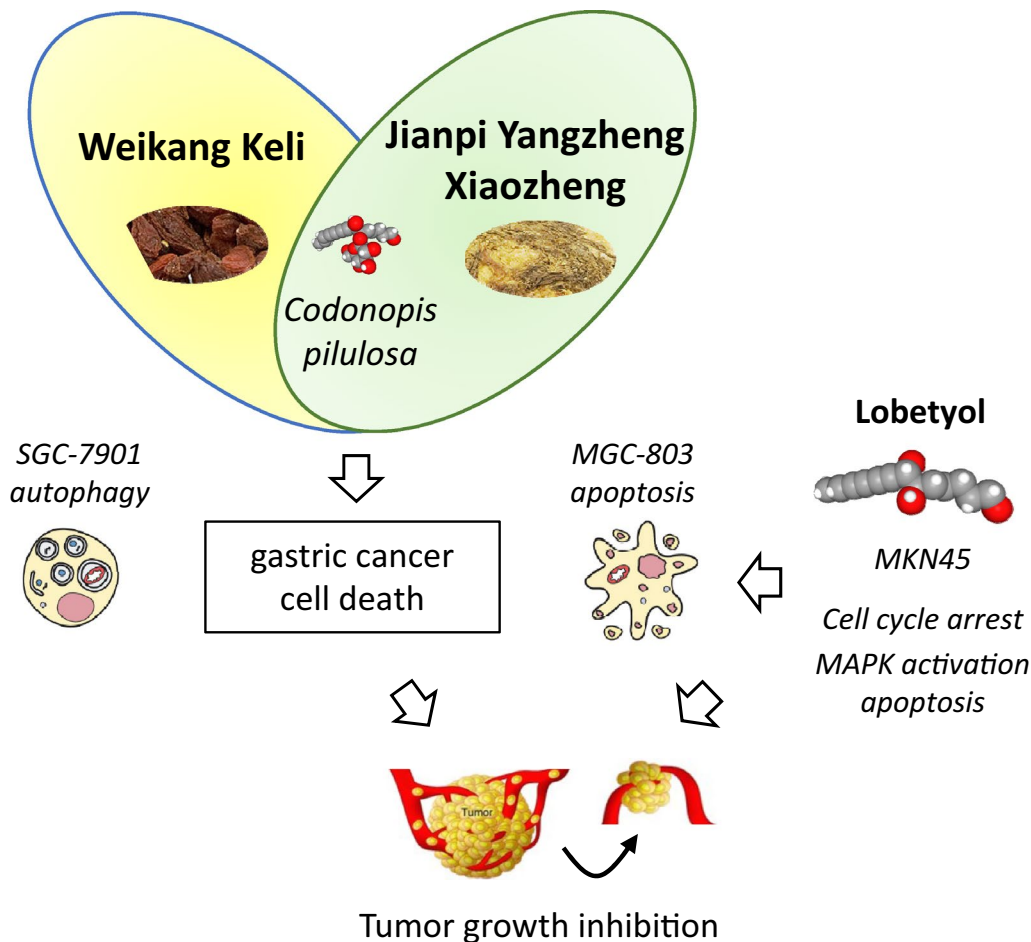 Weikang Keli
Jianpi Yangzheng
Xiaozheng
Codonopis
pilulosa
SGC-7901
autophagy
gastric cancer
cell death
MGC-803
apoptosis
Lobetyol
MKN45
Cell cycle arrest
MAPK activation
apoptosis
Tumor
Tumor growth inhibition